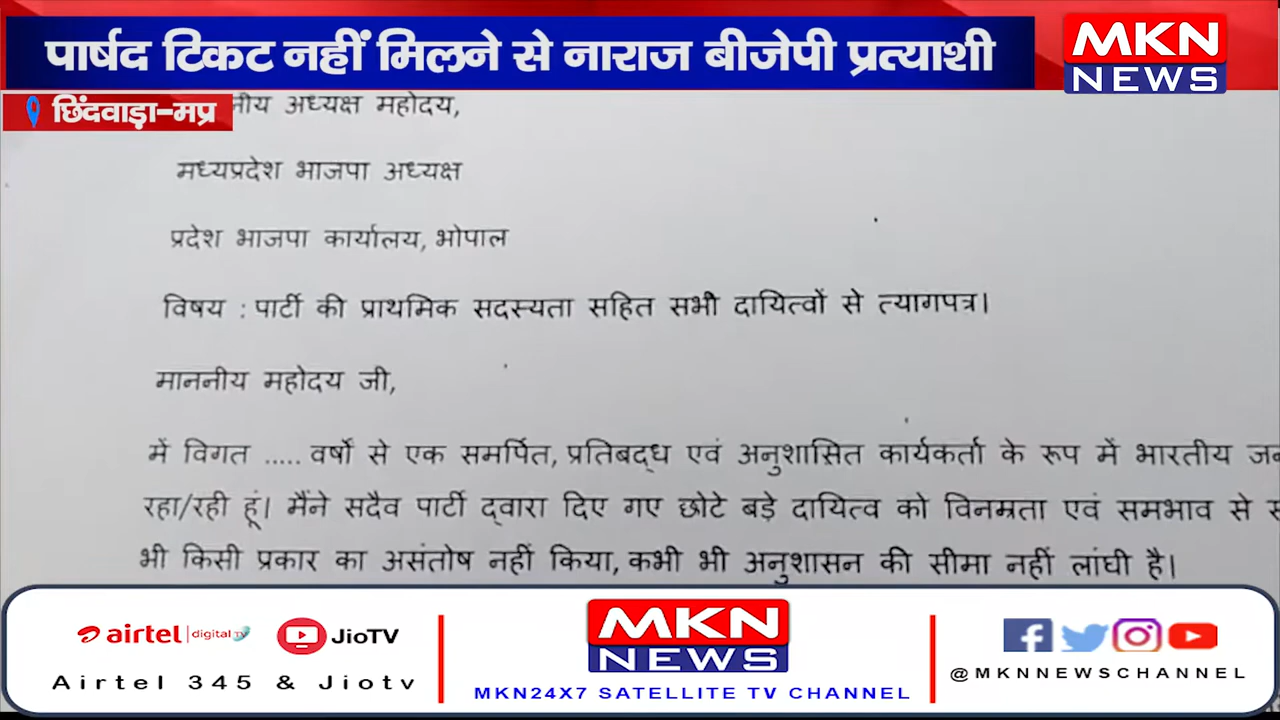 पार्षद टिकट नहीं मिलने से नाराज बीजेपी प्रत्याशी
MKN
NEWS
छिंदवाड़ा-मप्र
अध्यक्ष महोदय,
मध्यप्रदेश भाजपा अध्यक्ष
प्रदेश भाजपा कार्यालय, भोपाल
विषय : पार्टी की प्राथमिक सदस्यता सहित सभी दायित्वों से त्यागपत्र।
माननीय महोदय जी,
में विगत ..... वर्षो से एक समर्पित, प्रतिबद्ध एवं अनुशासित कार्यकर्ता के रूप में भारतीय
रहा/रही हूं। मैंने सदैव पार्टी द्वारा दिए गए छोटे बड़े दायित्व को विनम्रता एवं समभाव से
भी किसी प्रकार का असंतोष नहीं किया, कभी भी अनुशासन की सीमा नहीं लांघी है।
airtel digital TV
JioTV
Airtel 345 & Jiotv
MKN
NEWS
MKN24X7 SATELLITE TV CHANNEL
@MKNNEWSCHANNEL